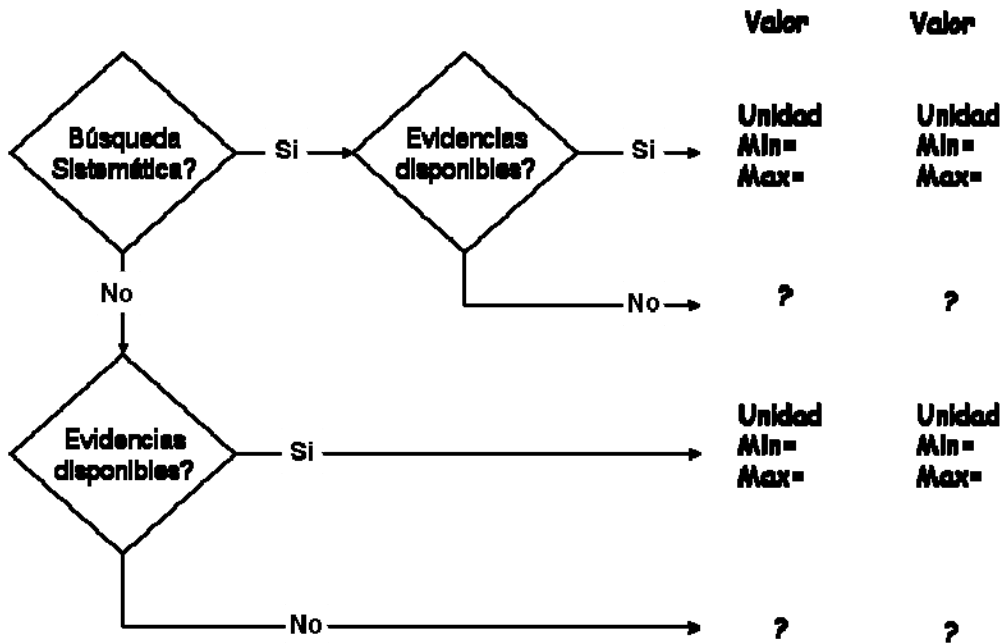 Valor Valor
Búsqueda
Sistemática?
Si
Evidencias
disponibles?
Si
Unidad
Min=
Max=
Unidad
Min=
Max=
No
No
? ?
Evidencias
disponibles?
Si
Unidad
Min=
Max=
Unidad
Min=
Max=
No
? ?